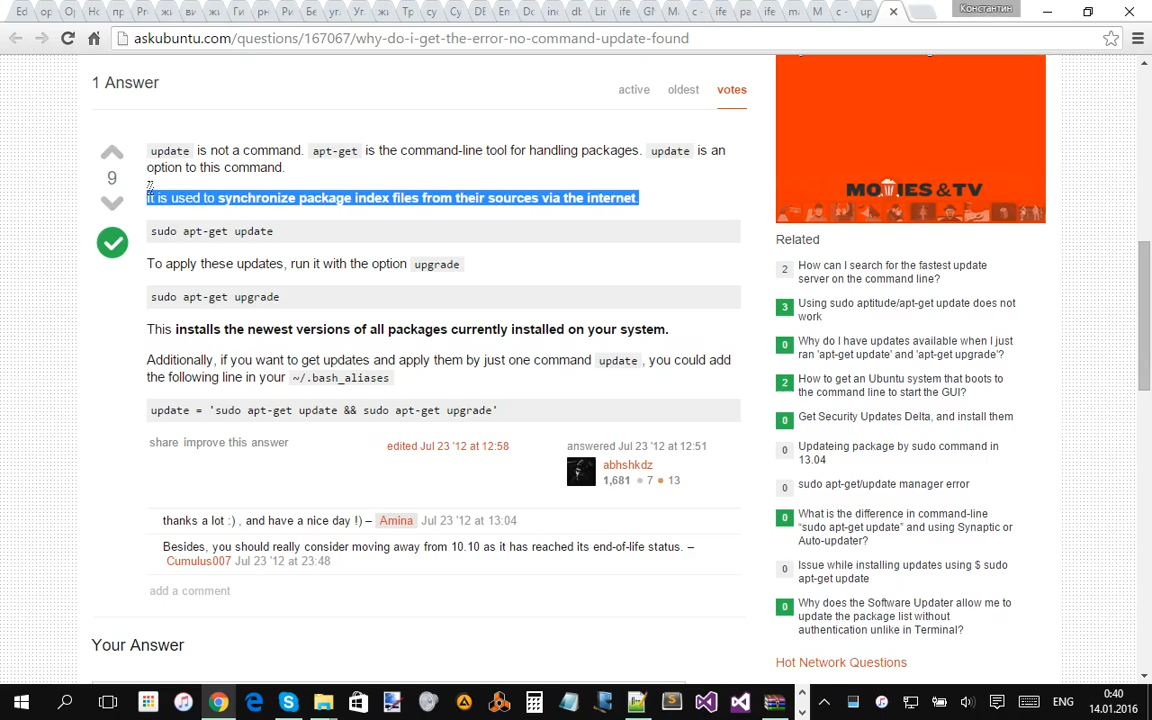 Константин
askubuntu.com/questions/167067/why-do-i-get-the-error-no-command-update-found
1 Answer
active oldest votes
9
update is not a command. apt-get is the command-line tool for handling packages. update is an
option to this command.
it is used to synchronize package index files from their sources via the internet.
sudo apt-get update
To apply these updates, run it with the option upgrade
sudo apt-get upgrade
This installs the newest versions of all packages currently installed on your system.
Additionally, if you want to get updates and apply them by just one command update, you could add
the following line in your ~/.bash_aliases
update = 'sudo apt-get update && sudo apt-get upgrade'
share improve this answer
edited Jul 23 '12 at 12:58
answered Jul 23 '12 at 12:51
abhshkdz
1,681 7 13
thanks a lot :) , and have a nice day !) – Amina Jul 23 '12 at 13:04
Besides, you should really consider moving away from 10.10 as it has reached its end-of-life status. –
Cumulus007 Jul 23 '12 at 23:48
add a comment
Your Answer
MOVIES & TV
Related
2 How can I search for the fastest update
server on the command line?
3 Using sudo aptitude/apt-get update does not
work
0 Why do I have updates available when I just
ran 'apt-get update' and 'apt-get upgrade'?
2 How to get an Ubuntu system that boots to
the command line to start the GUI?
0 Get Security Updates Delta, and install them
0 Updateing package by sudo command in
13.04
0 sudo apt-get/update manager error
0 What is the difference in command-line
“sudo apt-get update” and using Synaptic or
Auto-updater?
0 Issue while installing updates using $ sudo
apt-get update
0 Why does the Software Updater allow me to
update the package list without
authentication unlike in Terminal?
Hot Network Questions
ENG
0:40
14.01.2016